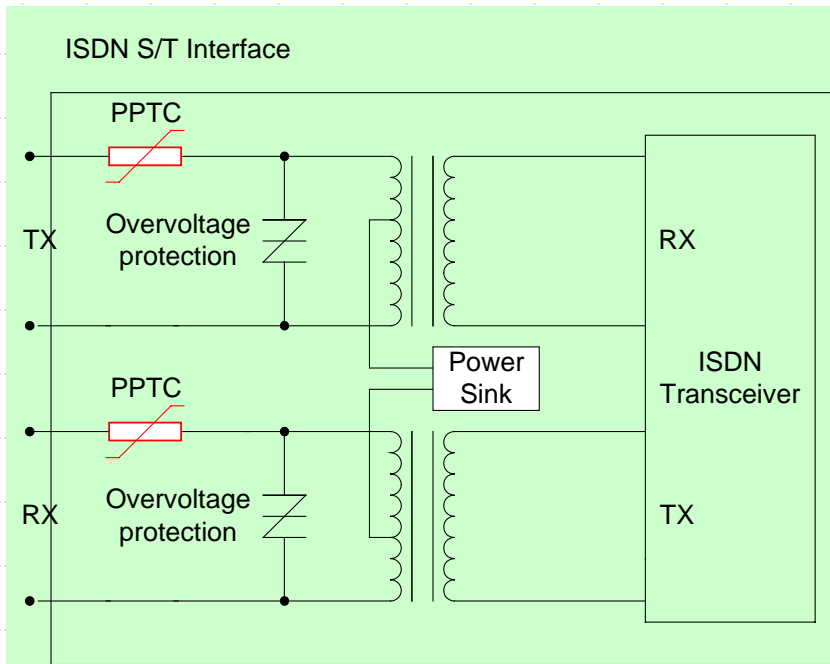 ISDN S/T Interface
PPTC
TX
Overvoltage
protection
RX
Power
Sink
ISDN
Transceiver
PPTC
RX
Overvoltage
protection
TX